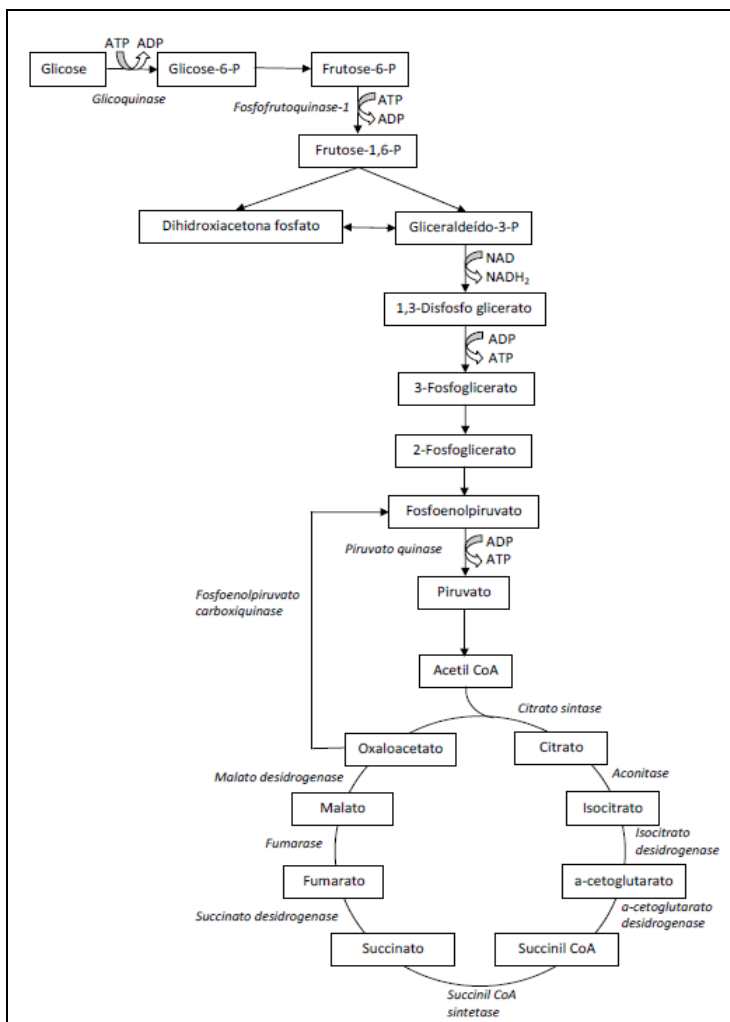 ATP ADP
Glicose
Glicose-6-P
Frutose-6-P
Glicoquinase
Fosfofrutoquinase-1
ATP
ADP
Frutose-1,6-P
Dihidroxiacetona fosfato
Gliceraldeído-3-P
NAD
NADH₂
1,3-Disfosfo glicerato
ADP
ATP
3-Fosfoglicerato
2-Fosfoglicerato
Fosfoenolpiruvato
Piruvato quinase
ADP
ATP
Fosfoenolpiruvato
carboxiquinase
Piruvato
Acetil CoA
Citrato sintase
Oxaloacetato
Citrato
Malato desidrogenase
Aconitase
Malato
Isocitrato
Fumarase
Isocitrato
desidrogenase
Fumarato
a-cetoglutarato
Succinato desidrogenase
a-cetoglutarato
desidrogenase
Succinato
Succinil CoA
Succinil CoA
sintetase